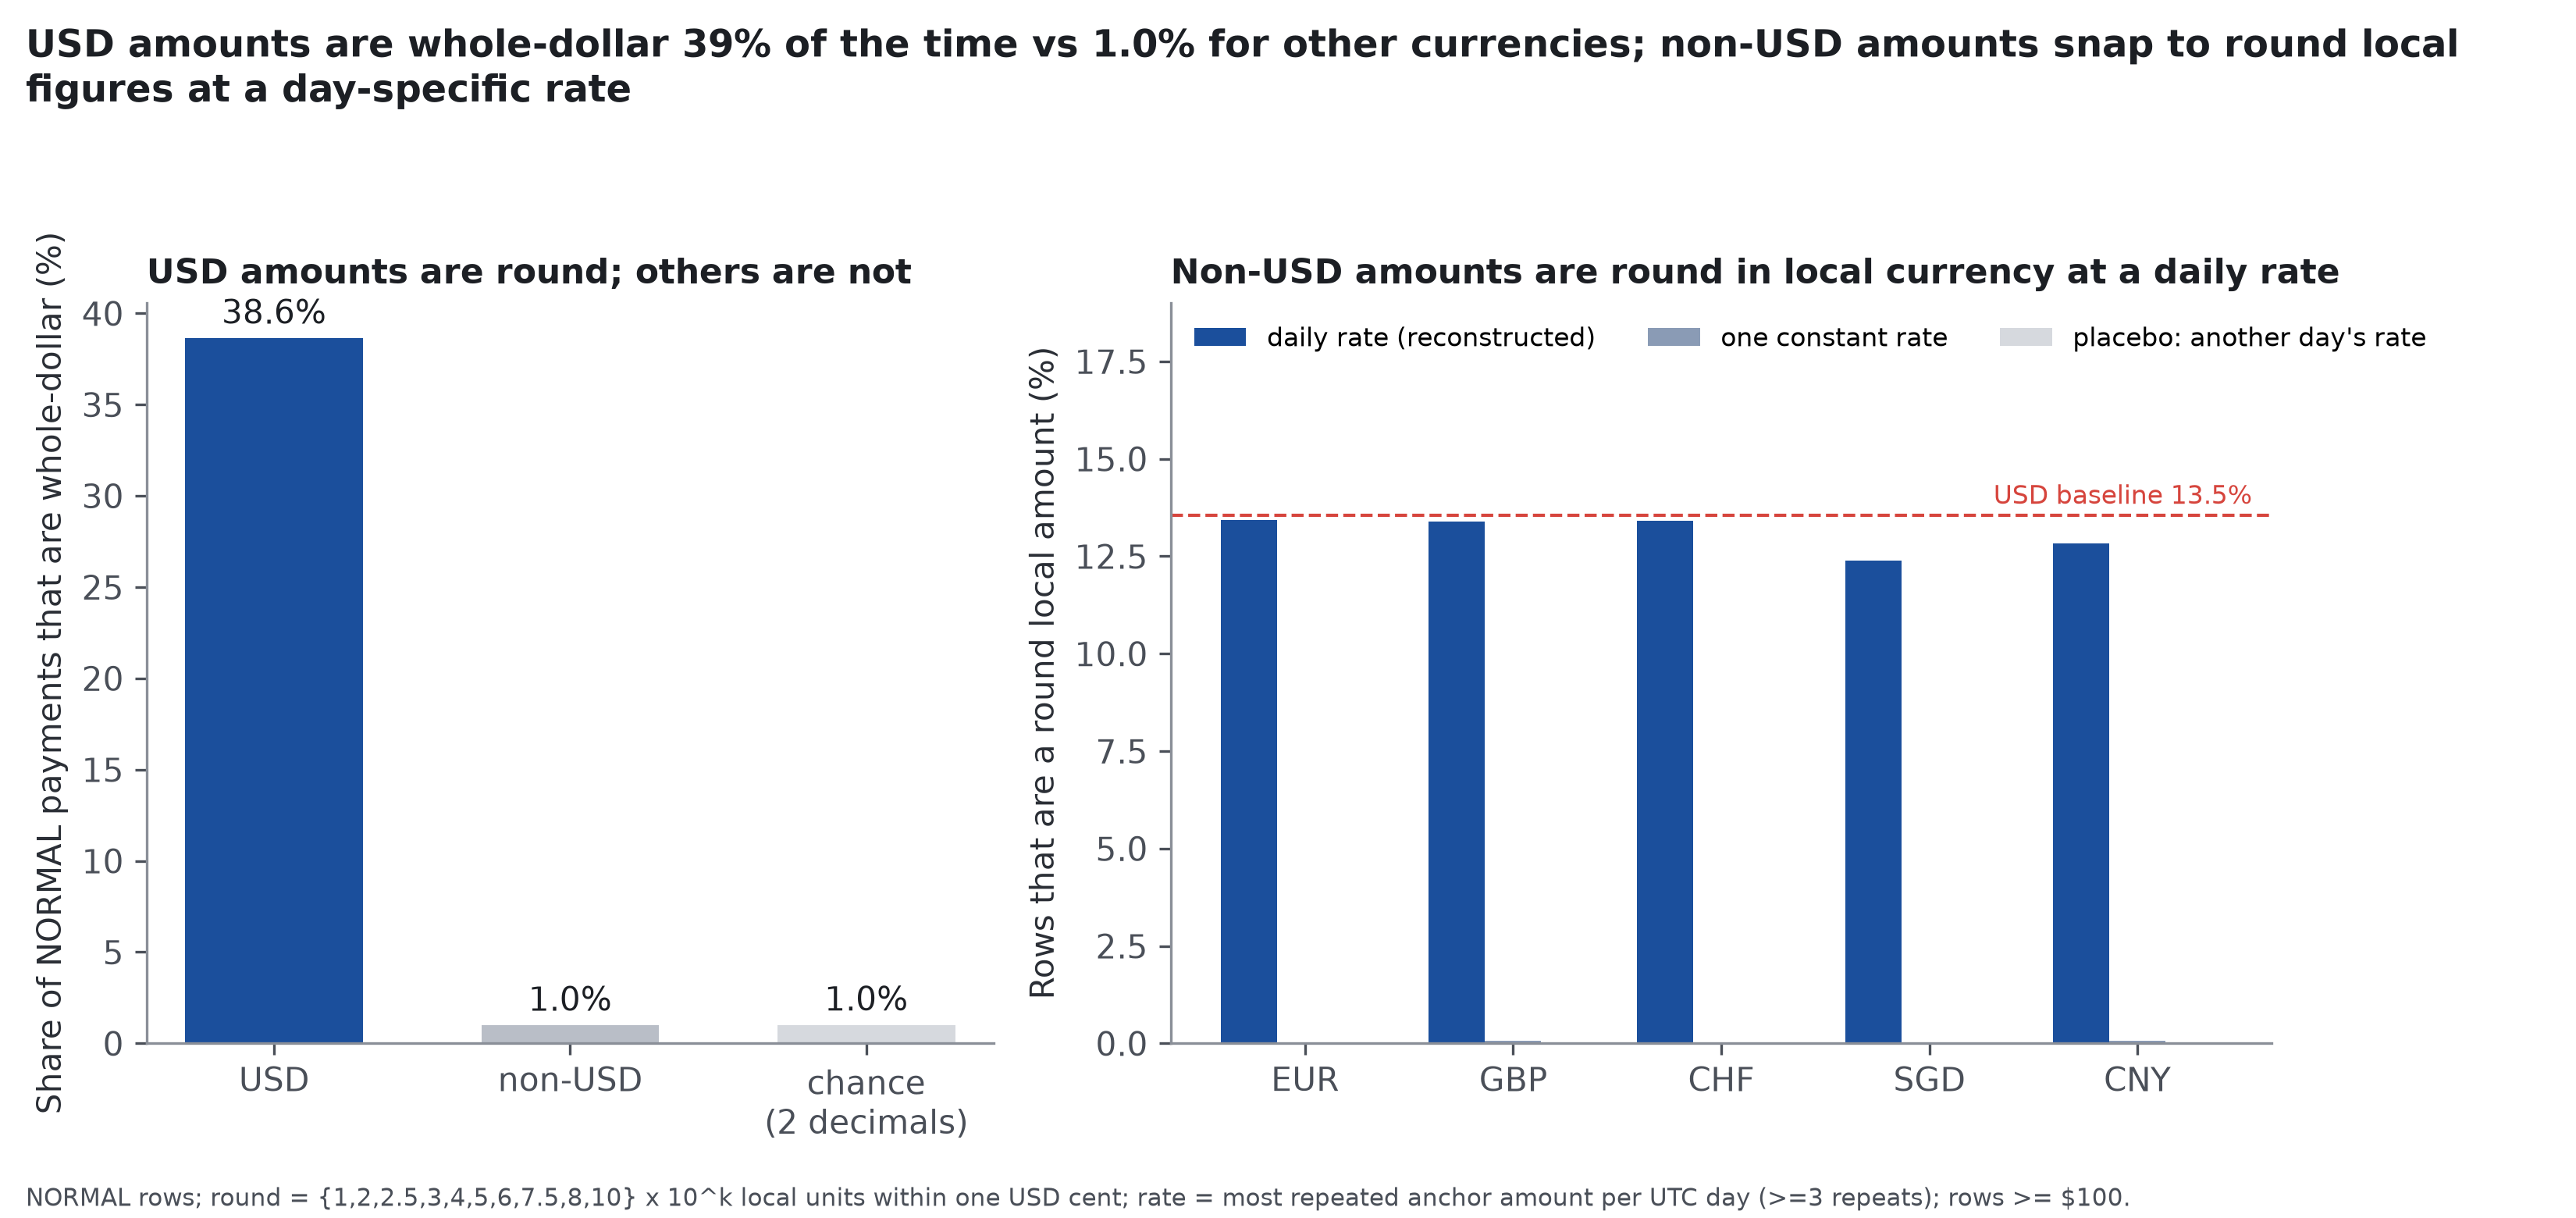 USD amounts are whole-dollar 39% of the time vs 1.0% for other currencies; non-USD amounts snap to round local
figures at a day-specific rate
USD amounts are round; others are not
Share of NORMAL payments that are whole-dollar (%)
40
35
30
25
20
15
10
5
0
38.6%
1.0%
1.0%
USD
non-USD
chance
(2 decimals)
Non-USD amounts are round in local currency at a daily rate
Rows that are a round local amount (%)
daily rate (reconstructed)
one constant rate
placebo: another day's rate
17.5
15.0
12.5
10.0
7.5
5.0
2.5
0.0
USD baseline 13.5%
EUR
GBP
CHF
SGD
CNY
NORMAL rows; round = {1,2,2.5,3,4,5,6,7.5,8,10} x 10^k local units within one USD cent; rate = most repeated anchor amount per UTC day (>=3 repeats); rows >= $100.